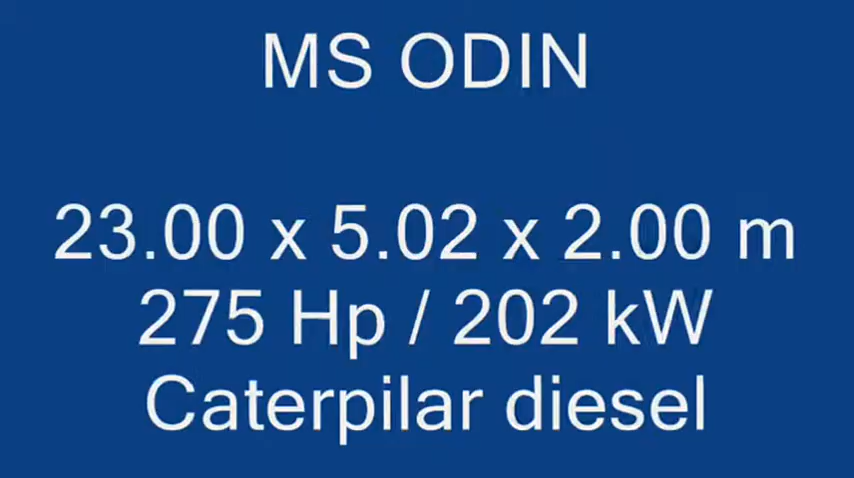 MS ODIN
23.00 x 5.02 x 2.00 m
275 Hp / 202 kW
Caterpilar diesel